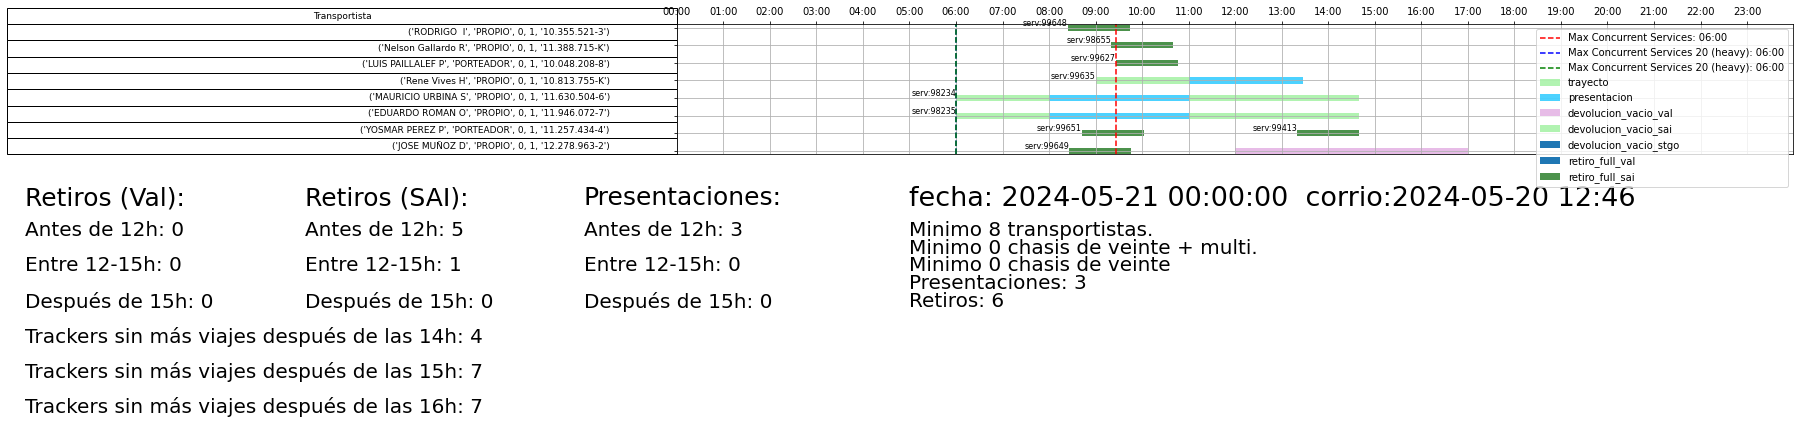 Transportista
00:00 01:00 02:00 03:00 04:00 05:00 06:00 07:00 08:00 09:00 10:00 11:00 12:00 13:00 14:00 15:00 16:00 17:00 18:00 19:00 20:00 21:00 22:00 23:00
('RODRIGO  I', 'PROPIO', 0, 1, '10.355.521-3')
serv:99648
('Nelson Gallardo R', 'PROPIO', 0, 1, '11.388.715-K')
serv:98655
('LUIS PAILLALEF P', 'PORTEADOR', 0, 1, '10.048.208-8')
serv:99627
('Rene Vives H', 'PROPIO', 0, 1, '10.813.755-K')
serv:99635
('MAURICIO URBINA S', 'PROPIO', 0, 1, '11.630.504-6')
serv:98234
('EDUARDO ROMAN O', 'PROPIO', 0, 1, '11.946.072-7')
serv:98235
('YOSMAR PEREZ P', 'PORTEADOR', 0, 1, '11.257.434-4')
serv:99651
serv:99413
('JOSE MUÑOZ D', 'PROPIO', 0, 1, '12.278.963-2')
serv:99649
Max Concurrent Services: 06:00
Max Concurrent Services 20 (heavy): 06:00
Max Concurrent Services 20 (heavy): 06:00
trayecto
presentacion
devolucion_vacio_val
devolucion_vacio_sai
devolucion_vacio_stgo
retiro_full_val
retiro_full_sai
Retiros (Val):
Antes de 12h: 0
Entre 12-15h: 0
Después de 15h: 0
Retiros (SAI):
Antes de 12h: 5
Entre 12-15h: 1
Después de 15h: 0
Presentaciones:
Antes de 12h: 3
Entre 12-15h: 0
Después de 15h: 0
fecha: 2024-05-21 00:00:00  corrio:2024-05-20 12:46
Minimo 8 transportistas.
Minimo 0 chasis de veinte + multi.
Minimo 0 chasis de veinte
Presentaciones: 3
Retiros: 6
Trackers sin más viajes después de las 14h: 4
Trackers sin más viajes después de las 15h: 7
Trackers sin más viajes después de las 16h: 7